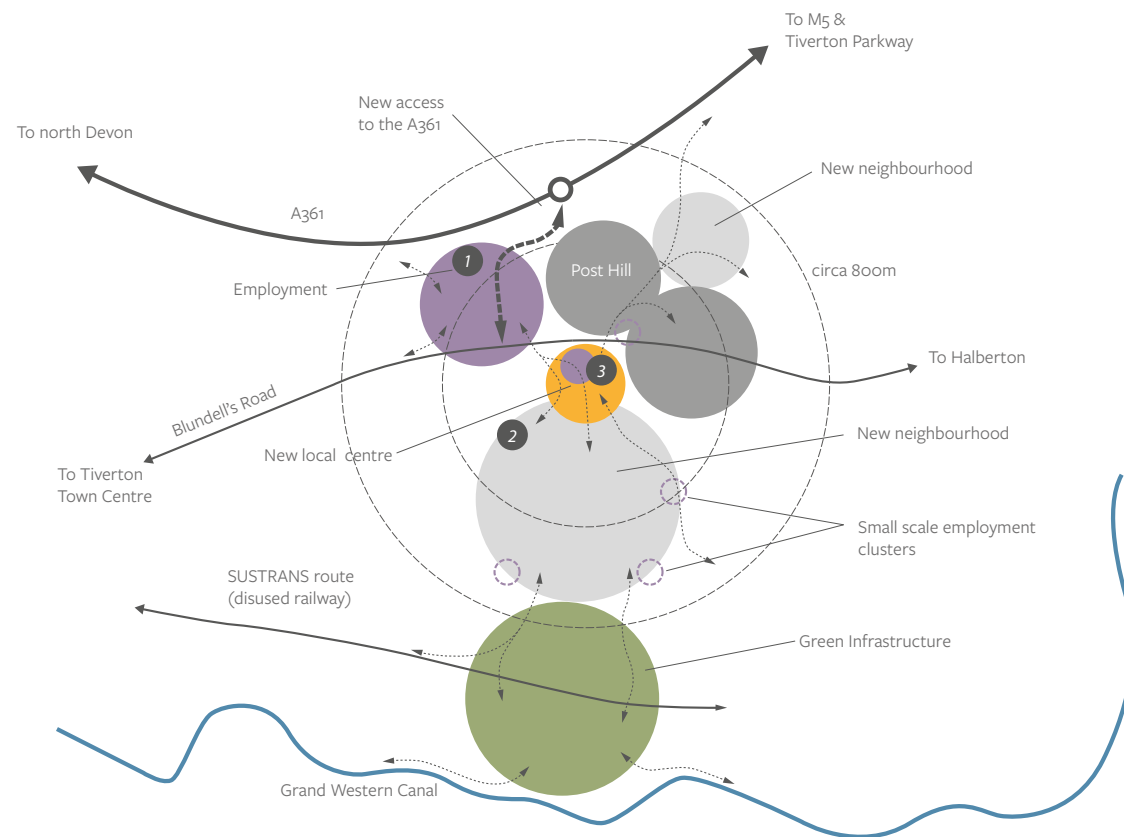 To M5 &
Tiverton Parkway
New access
to the A361
To north Devon
New neighbourhood
A361
1
Post Hill
circa 800m
Employment
To Halberton
3
Blundell's Road
2
New neighbourhood
New local centre
To Tiverton
Town Centre
Small scale employment
clusters
SUSTRANS route
(disused railway)
Green Infrastructure
Grand Western Canal